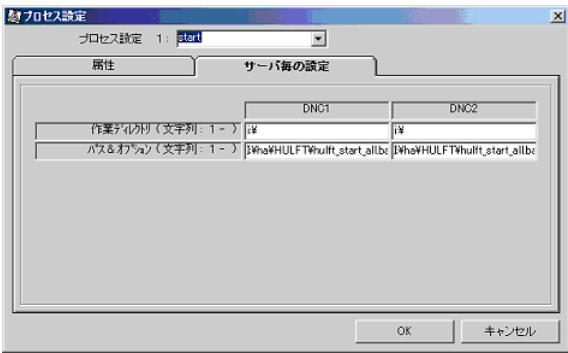 プロセス設定
プロセス設定 1: start
属性 サーバ毎の設定
DNC1 DNC2
作業ディレクトリ(文字列: 1 - ) i¥ i¥
パス&オプション(文字列: 1 - ) I¥ha¥HULFT¥hulft_start_all.ba I¥ha¥HULFT¥hulft_start_all.ba
OK キャンセル